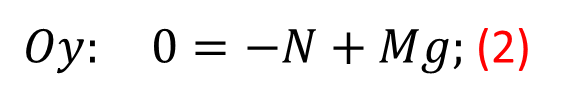 Oy: 0 = −N + Mg; (2)